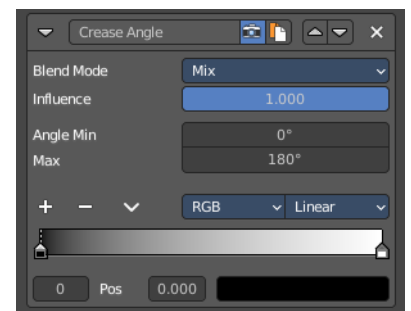 Crease Angle
Blend Mode Mix
Influence 1.000
Angle Min 0°
Max 180°
RGB Linear
0 Pos 0.000